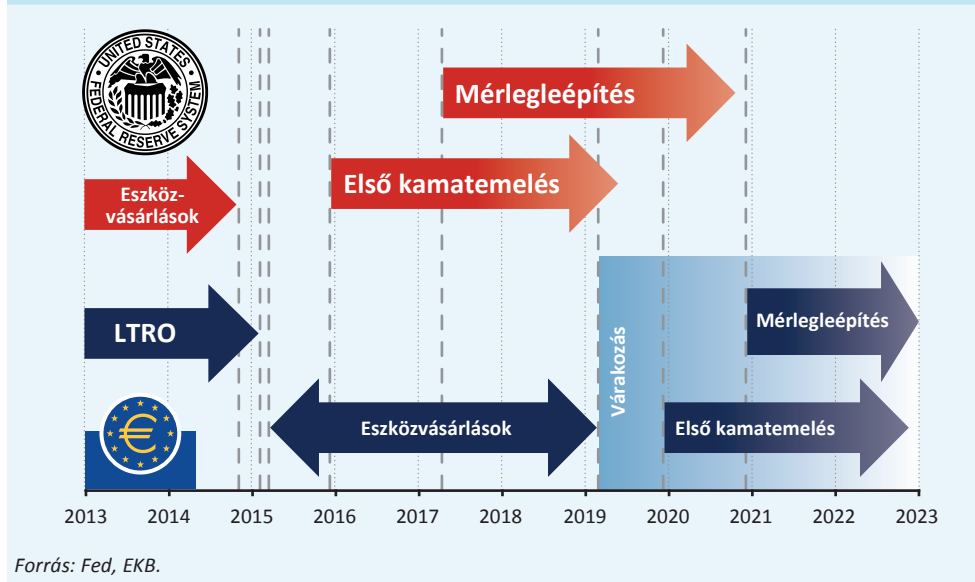 UNITED STATES
FEDERAL RESERVE SYSTEM
Mérlegleépítés
Első kamatemelés
Eszköz-
vásárlások
LTRO
Mérlegleépítés
Várakozás
€
Eszközvásárlások
Első kamatemelés
2013 2014 2015 2016 2017 2018 2019 2020 2021 2022 2023
Forrás: Fed, EKB.